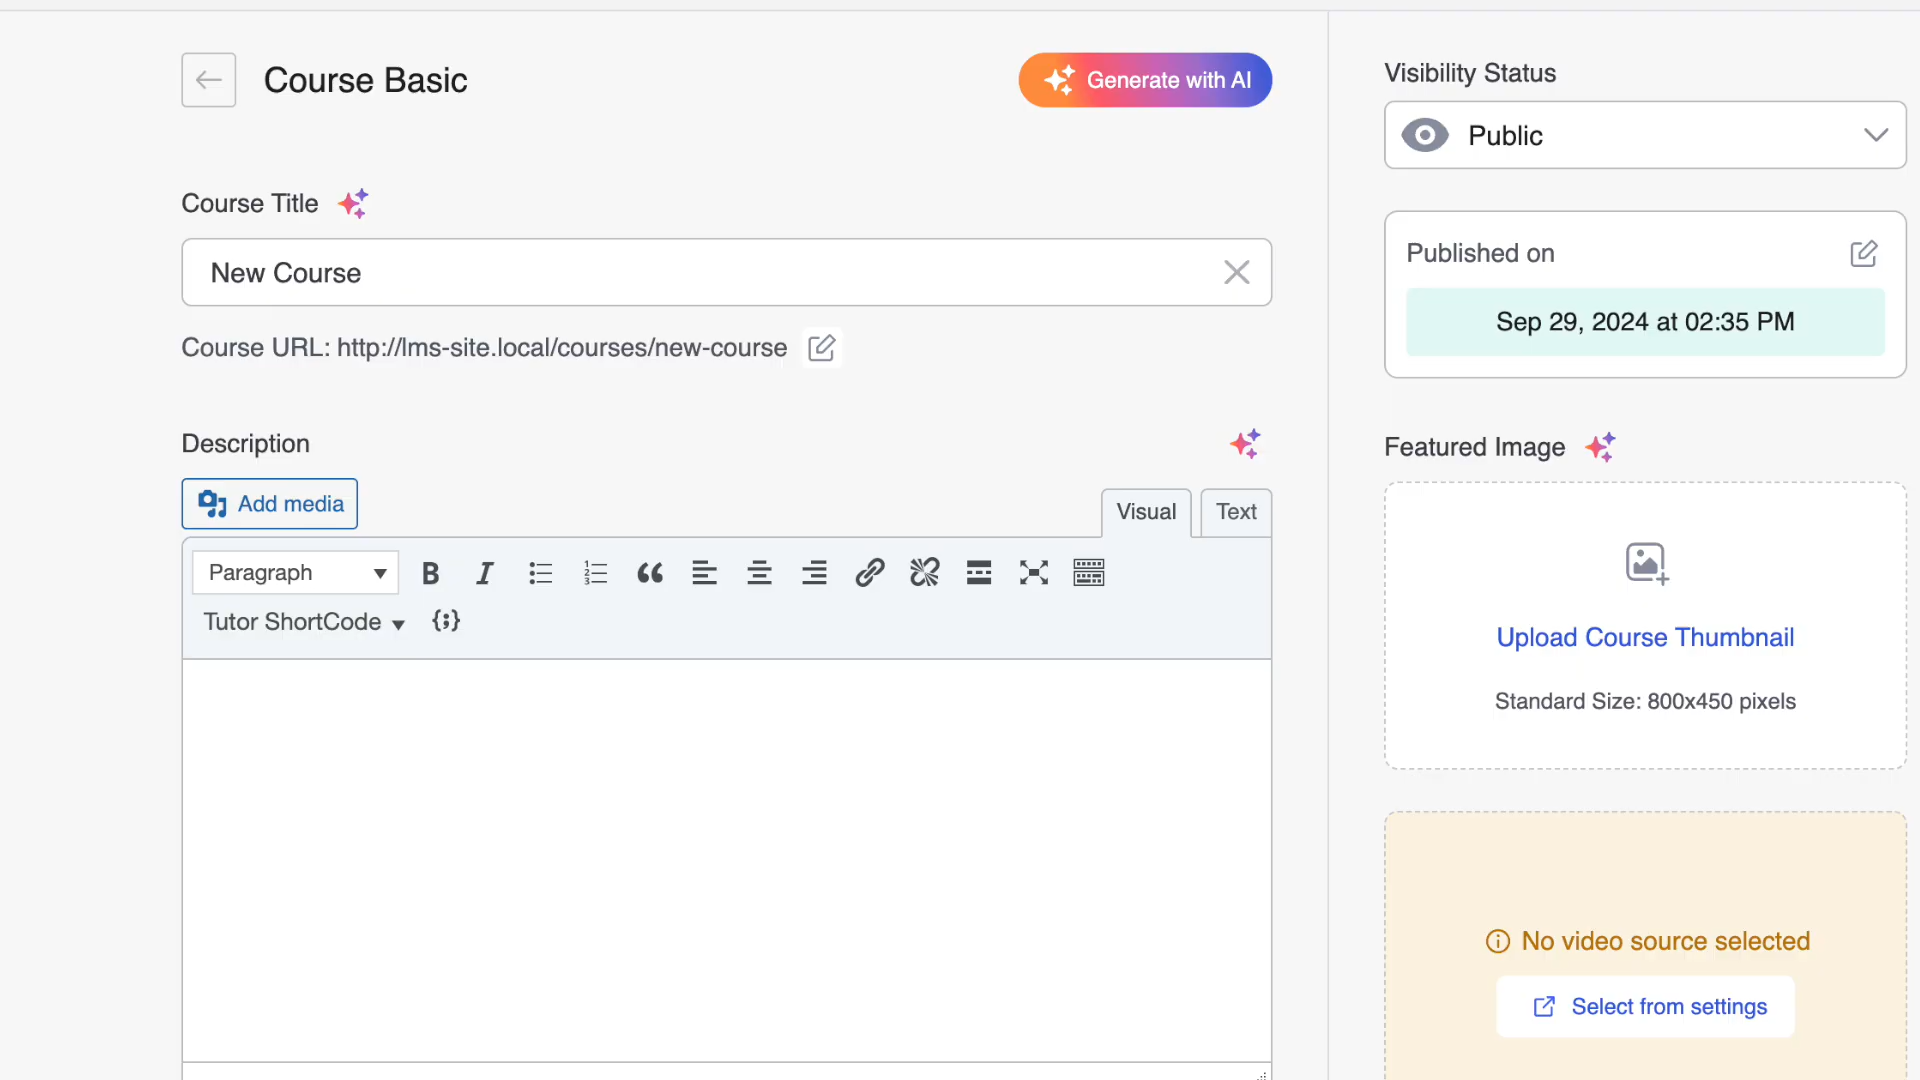 Course Basic
Generate with AI
Course Title
New Course
Course URL: http://lms-site.local/courses/new-course
Description
Add media
Visual
Text
Paragraph
Tutor ShortCode
Visibility Status
Public
Published on
Sep 29, 2024 at 02:35 PM
Featured Image
Upload Course Thumbnail
Standard Size: 800x450 pixels
No video source selected
Select from settings